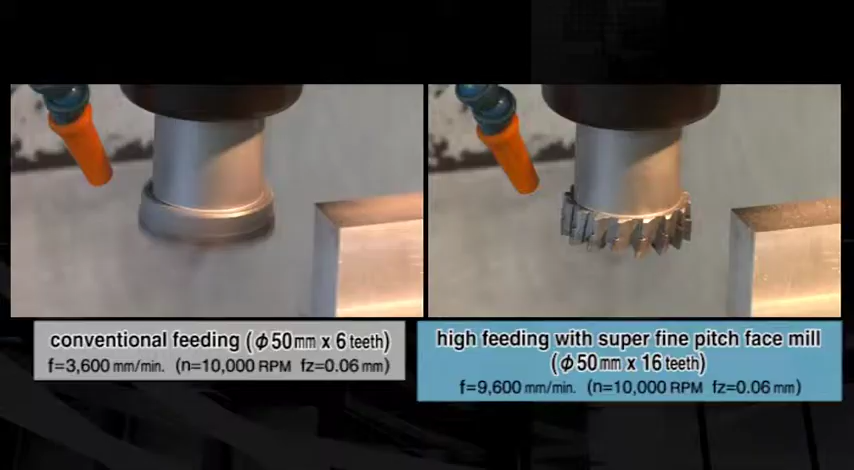 conventional feeding (φ50mm x 6 teeth)
f=3,600 mm/min. (n=10,000 RPM fz=0.06 mm)
high feeding with super fine pitch face mill
(φ50mm x 16 teeth)
f=9,600 mm/min. (n=10,000 RPM fz=0.06 mm)